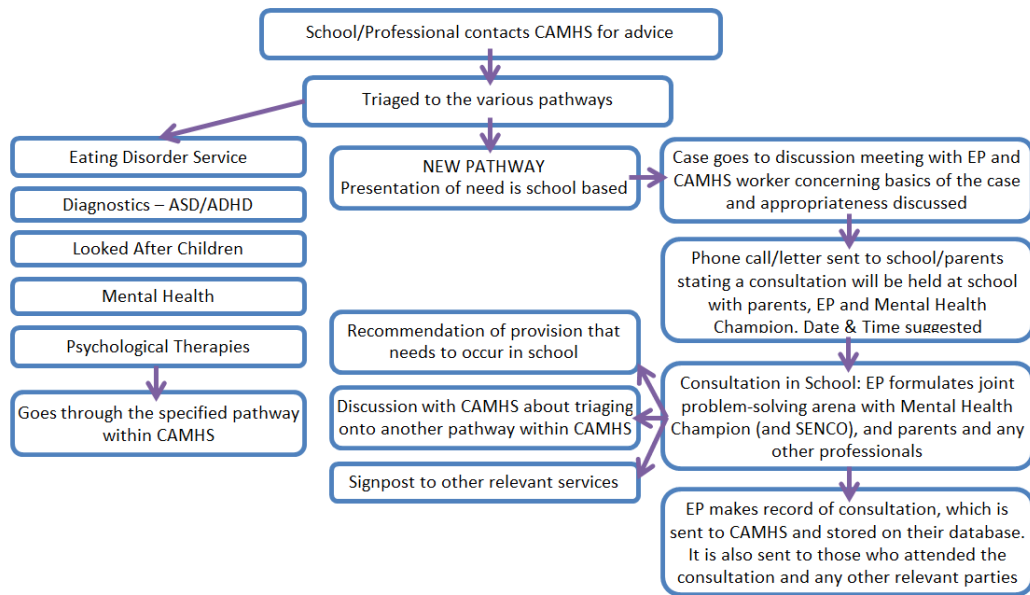 School/Professional contacts CAMHS for advice
Triaged to the various pathways
Eating Disorder Service
Diagnostics – ASD/ADHD
Looked After Children
Mental Health
Psychological Therapies
Goes through the specified pathway
within CAMHS
NEW PATHWAY
Presentation of need is school based
Case goes to discussion meeting with EP and
CAMHS worker concerning basics of the case
and appropriateness discussed
Phone call/letter sent to school/parents
stating a consultation will be held at school
with parents, EP and Mental Health
Champion. Date & Time suggested
Consultation in School: EP formulates joint
problem-solving arena with Mental Health
Champion (and SENCO), and parents and any
other professionals
Recommendation of provision that
needs to occur in school
Discussion with CAMHS about triaging
onto another pathway within CAMHS
Signpost to other relevant services
EP makes record of consultation, which is
sent to CAMHS and stored on their database.
It is also sent to those who attended the
consultation and any other relevant parties